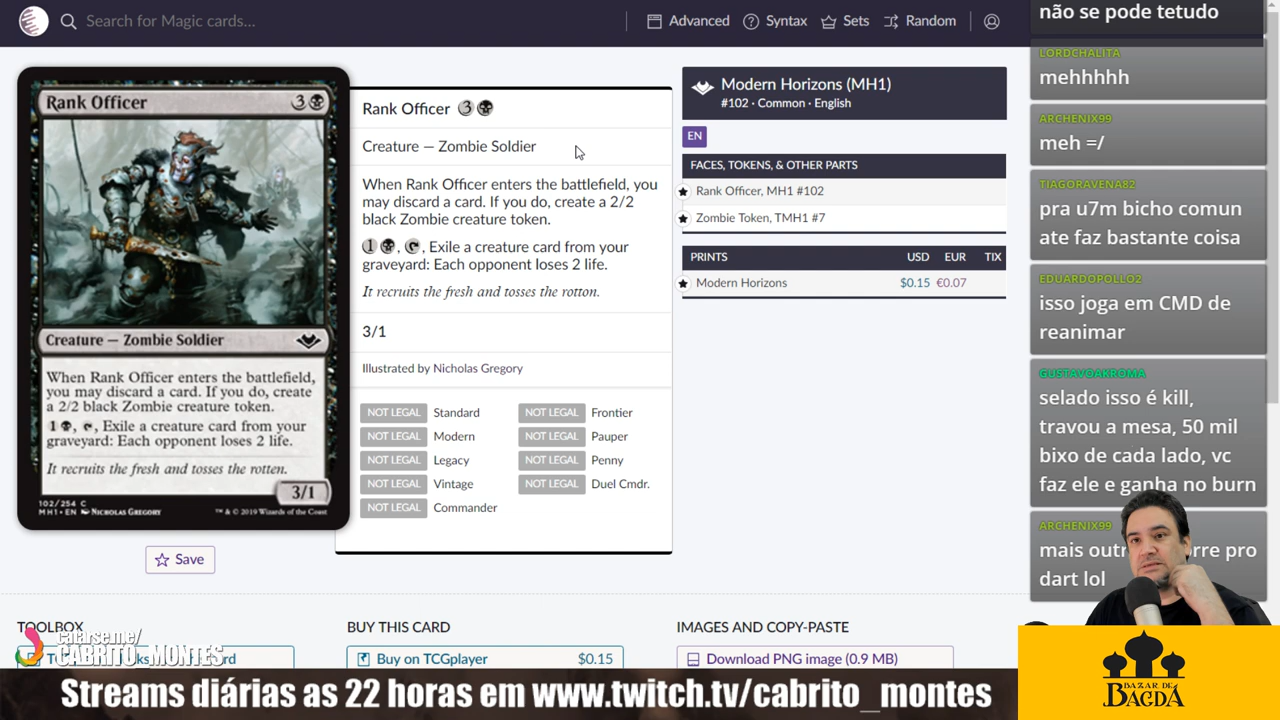 Search for Magic cards...
Advanced
Syntax
Sets
Random
Rank Officer 3
When Rank Officer enters the battlefield,
you may discard a card. If you do, create
a 2/2 black Zombie creature token.
1 , , Exile a creature card from your
graveyard: Each opponent loses 2 life.
It recruits the fresh and tosses the rotten.
Creature — Zombie Soldier
3/1
102/254 C
MH1 • EN Nicholas Gregory
™ & © 2019 Wizards of the Coast
Save
Rank Officer 3
Creature — Zombie Soldier
When Rank Officer enters the battlefield, you
may discard a card. If you do, create a 2/2
black Zombie creature token.
1 , , Exile a creature card from your
graveyard: Each opponent loses 2 life.
It recruits the fresh and tosses the rotton.
3/1
Illustrated by Nicholas Gregory
NOT LEGAL Standard NOT LEGAL Frontier
NOT LEGAL Modern NOT LEGAL Pauper
NOT LEGAL Legacy NOT LEGAL Penny
NOT LEGAL Vintage NOT LEGAL Duel Cmdr.
NOT LEGAL Commander
Modern Horizons (MH1)
#102 · Common · English
EN
FACES, TOKENS, & OTHER PARTS
Rank Officer, MH1 #102
Zombie Token, TMH1 #7
PRINTS USD EUR TIX
Modern Horizons $0.15 €0.07
TOOLBOX
BUY THIS CARD
Buy on TCGplayer $0.15
IMAGES AND COPY-PASTE
Download PNG image (0.9 MB)
não se pode tetudo
LORDCHALITA
mehhhhh
ARCHENIX99
meh =/
TIAGORAVENA82
pra u7m bicho comun
ate faz bastante coisa
EDUARDOPOLLO2
isso joga em CMD de
reanimar
GUSTAVOAKROMA
selado isso é kill,
travou a mesa, 50 mil
bixo de cada lado, vc
faz ele e ganha no burn
ARCHENIX99
mais pro
dart lol
catarse.me/
CABRITO_MONTES
BAZAR DE
BAGDÁ
Streams diárias as 22 horas em www.twitch.tv/cabrito_montes